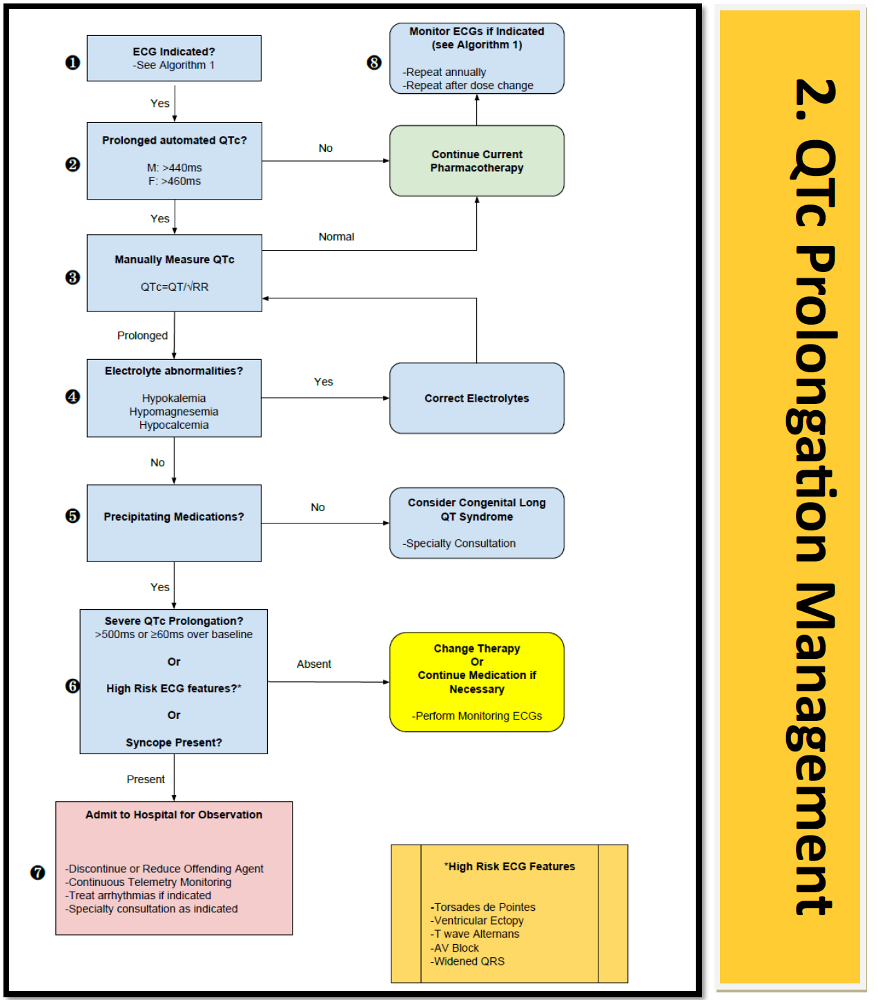 2. QTc Prolongation Management
❶
ECG Indicated?
-See Algorithm 1
Yes
❷
Prolonged automated QTc?
M: >440ms
F: >460ms
No
Yes
❸
Manually Measure QTc
QTc=QT/√RR
Normal
Prolonged
❹
Electrolyte abnormalities?
Hypokalemia
Hypomagnesemia
Hypocalcemia
Yes
Correct Electrolytes
No
❺
Precipitating Medications?
No
Consider Congenital Long
QT Syndrome
-Specialty Consultation
Yes
❻
Severe QTc Prolongation?
>500ms or ≥60ms over baseline
Or
High Risk ECG features?*
Or
Syncope Present?
Absent
Change Therapy
Or
Continue Medication if
Necessary
-Perform Monitoring ECGs
Present
❼
Admit to Hospital for Observation
-Discontinue or Reduce Offending Agent
-Continuous Telemetry Monitoring
-Treat arrhythmias if indicated
-Specialty consultation as indicated
❽
Monitor ECGs if Indicated
(see Algorithm 1)
-Repeat annually
-Repeat after dose change
Continue Current
Pharmacotherapy
*High Risk ECG Features
-Torsades de Pointes
-Ventricular Ectopy
-T wave Alternans
-AV Block
-Widened QRS